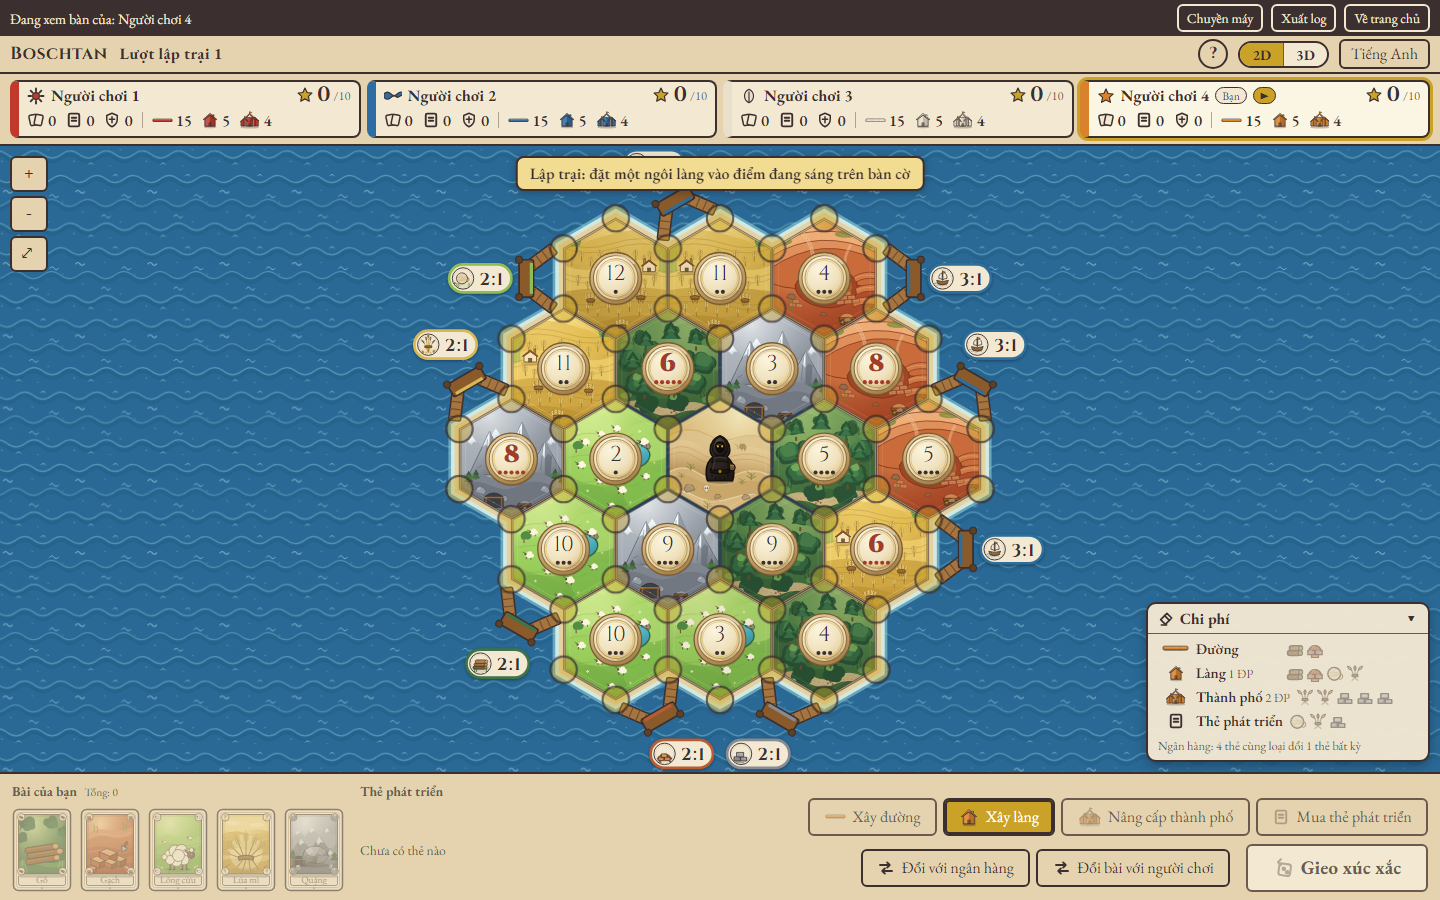 Đang xem bàn của: Người chơi 4
Chuyển máy
Xuất log
Về trang chủ
BOSCHTAN Lượt lập trại 1
?
2D 3D
Tiếng Anh
Người chơi 1 0 /10
0 0 0 15 5 4
Người chơi 2 0 /10
0 0 0 15 5 4
Người chơi 3 0 /10
0 0 0 15 5 4
Người chơi 4 Bạn 0 /10
0 0 0 15 5 4
+
-
Lập trại: đặt một ngôi làng vào điểm đang sáng trên bàn cờ
12 11 4
2:1 3:1
11 6 3 8
2:1 3:1
8 2 5 5
10 9 9 6
3:1
10 3 4
2:1
2:1 2:1
Chi phí
Đường
Làng 1 ĐP
Thành phố 2 ĐP
Thẻ phát triển
Ngân hàng: 4 thẻ cùng loại đổi 1 thẻ bất kỳ
Bài của bạn Tổng: 0
Gỗ Gạch Lông cừu Lúa mì Quặng
Thẻ phát triển
Chưa có thẻ nào
Xây đường
Xây làng
Nâng cấp thành phố
Mua thẻ phát triển
Đổi với ngân hàng
Đổi bài với người chơi
Gieo xúc xắc